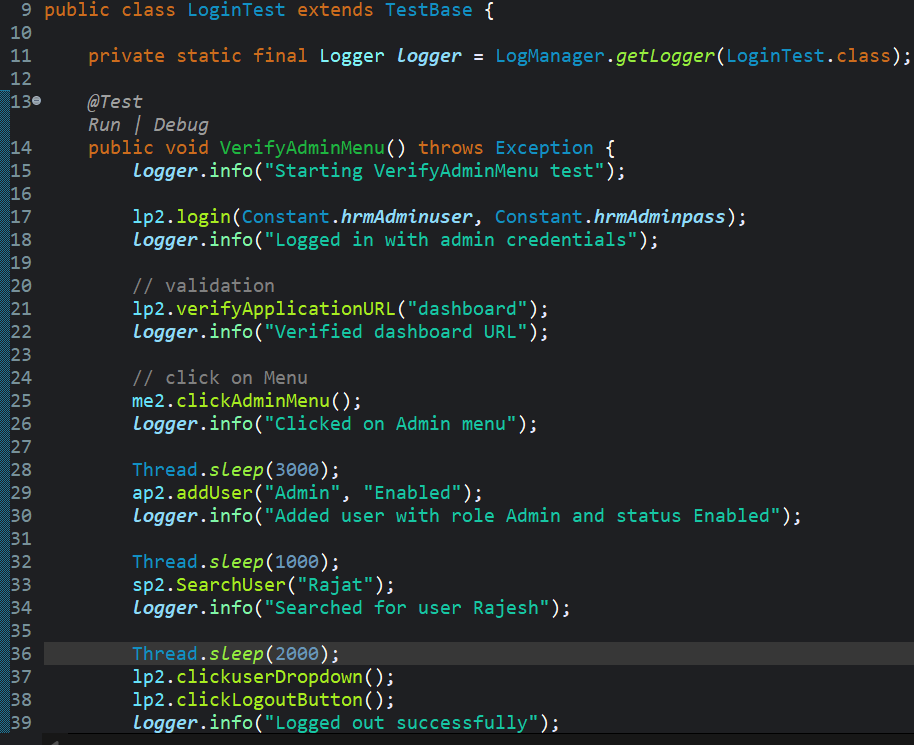 9 public class LoginTest extends TestBase {
10
11     private static final Logger logger = LogManager.getLogger(LoginTest.class);
12
13     @Test
       Run | Debug
14     public void VerifyAdminMenu() throws Exception {
15         logger.info("Starting VerifyAdminMenu test");
16
17         lp2.login(Constant.hrmAdminuser, Constant.hrmAdminpass);
18         logger.info("Logged in with admin credentials");
19
20         // validation
21         lp2.verifyApplicationURL("dashboard");
22         logger.info("Verified dashboard URL");
23
24         // click on Menu
25         me2.clickAdminMenu();
26         logger.info("Clicked on Admin menu");
27
28         Thread.sleep(3000);
29         ap2.addUser("Admin", "Enabled");
30         logger.info("Added user with role Admin and status Enabled");
31
32         Thread.sleep(1000);
33         sp2.SearchUser("Rajat");
34         logger.info("Searched for user Rajesh");
35
36         Thread.sleep(2000);
37         lp2.clickuserDropdown();
38         lp2.clickLogoutButton();
39         logger.info("Logged out successfully");